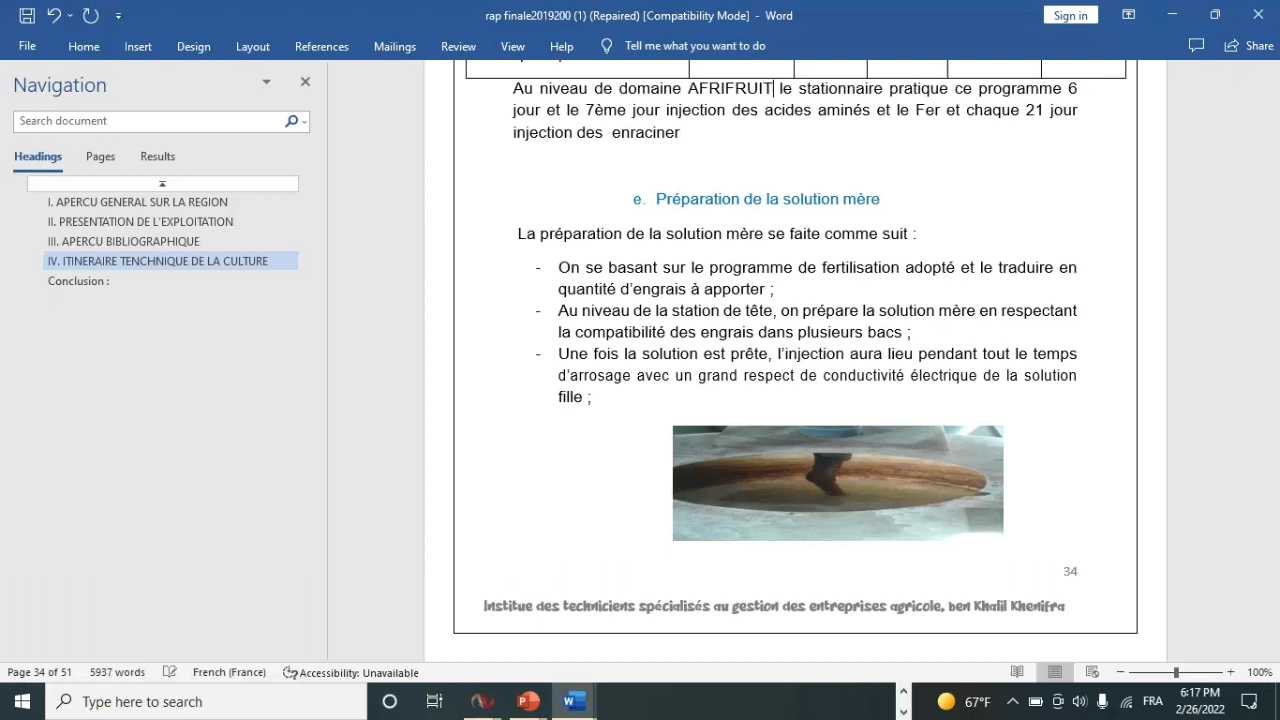 rap finale2019200 (1) (Repaired) [Compatibility Mode] - Word
Sign in
File Home Insert Design Layout References Mailings Review View Help Tell me what you want to do Share
Navigation
Search document
Headings Pages Results
I. APERCU GENERAL SUR LA REGION
II. PRESENTATION DE L'EXPLOITATION
III. APERCU BIBLIOGRAPHIQUE
IV. ITINERAIRE TENCHNIQUE DE LA CULTURE
Conclusion :
Au niveau de domaine AFRIFRUIT le stationnaire pratique ce programme 6
jour et le 7ème jour injection des acides aminés et le Fer et chaque 21 jour
injection des enraciner
e. Préparation de la solution mère
La préparation de la solution mère se faite comme suit :
- On se basant sur le programme de fertilisation adopté et le traduire en
quantité d’engrais à apporter ;
- Au niveau de la station de tête, on prépare la solution mère en respectant
la compatibilité des engrais dans plusieurs bacs ;
- Une fois la solution est prête, l’injection aura lieu pendant tout le temps
d’arrosage avec un grand respect de conductivité électrique de la solution
fille ;
34
Institue des techniciens spécialisés au gestion des entreprises agricole, ben Khalil Khenifra
Page 34 of 51 5937 words French (France) Accessibility: Unavailable 100%
Type here to search
67°F
FRA
6:17 PM
2/26/2022